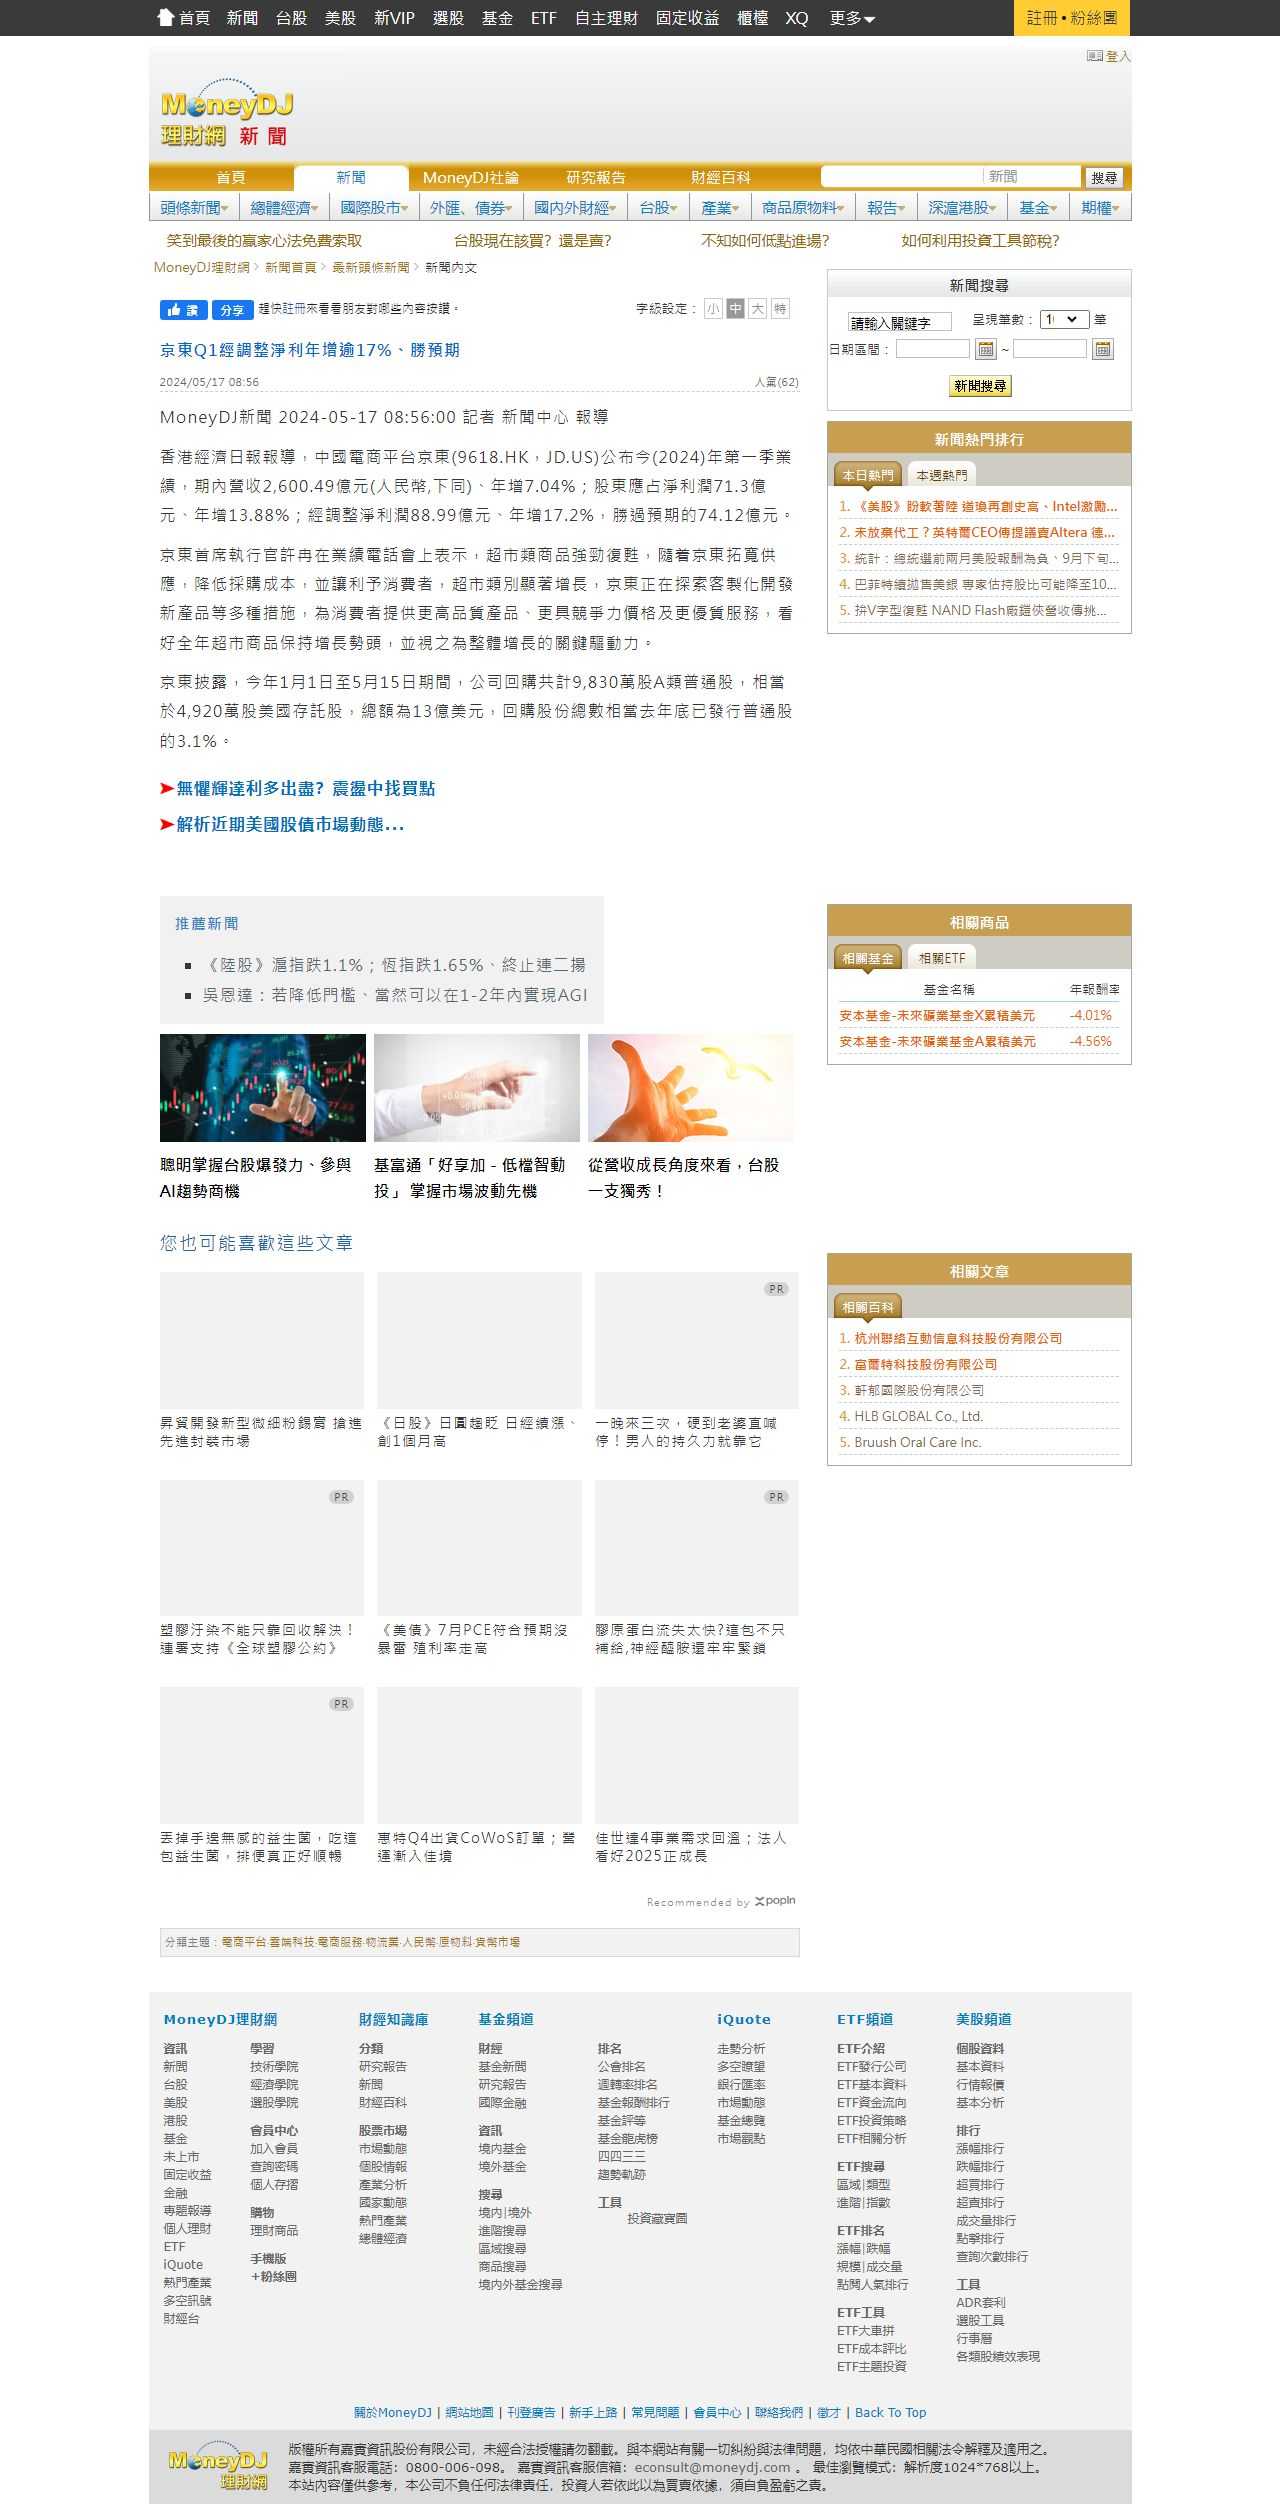 首頁 新聞 台股 美股 新VIP 選股 基金 ETF 自主理財 固定收益 櫃檯 XQ 更多 註冊•粉絲團
登入
MoneyDJ
理財網 新聞
首頁 新聞 MoneyDJ社論 研究報告 財經百科 新聞 搜尋
頭條新聞 總體經濟 國際股市 外匯、債券 國內外財經 台股 產業 商品原物料 報告 深滬港股 基金 期權
笑到最後的贏家心法免費索取 台股現在該買？還是賣？ 不知如何低點進場？ 如何利用投資工具節稅？
MoneyDJ理財網 > 新聞首頁 > 最新頭條新聞 > 新聞內文
讚 分享 趕快註冊來看看朋友對哪些內容按讚。 字級設定： 小 中 大 特
京東Q1經調整淨利年增逾17%、勝預期
2024/05/17 08:56 人氣(62)
MoneyDJ新聞 2024-05-17 08:56:00 記者 新聞中心 報導
香港經濟日報報導，中國電商平台京東(9618.HK，JD.US)公布今(2024)年第一季業
績，期內營收2,600.49億元(人民幣,下同)、年增7.04%；股東應占淨利潤71.3億
元、年增13.88%；經調整淨利潤88.99億元、年增17.2%，勝過預期的74.12億元。
京東首席執行官許冉在業績電話會上表示，超市類商品強勁復甦，隨着京東拓寬供
應，降低採購成本，並讓利予消費者，超市類別顯著增長，京東正在探索客製化開發
新產品等多種措施，為消費者提供更高品質產品、更具競爭力價格及更優質服務，看
好全年超市商品保持增長勢頭，並視之為整體增長的關鍵驅動力。
京東披露，今年1月1日至5月15日期間，公司回購共計9,830萬股A類普通股，相當
於4,920萬股美國存託股，總額為13億美元，回購股份總數相當去年底已發行普通股
的3.1%。
➤無懼輝達利多出盡？震盪中找買點
➤解析近期美國股債市場動態...
推薦新聞
《陸股》滬指跌1.1%；恆指跌1.65%、終止連二揚
吳恩達：若降低門檻、當然可以在1-2年內實現AGI
聰明掌握台股爆發力、參與
AI趨勢商機
基富通「好享加－低檔智動
投」 掌握市場波動先機
從營收成長角度來看，台股
一支獨秀！
您也可能喜歡這些文章
昇貿開發新型微細粉錫膏 搶進
先進封裝市場
《日股》日圓趨貶 日經續漲、
創1個月高
PR
一晚來三次，硬到老婆直喊
停！男人的持久力就靠它
PR
塑膠汙染不能只靠回收解決！
連署支持《全球塑膠公約》
《美債》7月PCE符合預期沒
暴雷 殖利率走高
PR
膠原蛋白流失太快?這包不只
補給,神經醯胺還牢牢緊鎖
PR
丟掉手邊無感的益生菌，吃這
包益生菌，排便真正好順暢
惠特Q4出貨CoWoS訂單；營
運漸入佳境
佳世達4事業需求回溫；法人
看好2025正成長
Recommended by popIn
分類主題：電商平台‧雲端科技‧電商服務‧物流業‧人民幣‧原物料‧貨幣市場
新聞搜尋
請輸入關鍵字 呈現筆數： 筆
日期區間： ~
新聞搜尋
新聞熱門排行
本日熱門 本週熱門
1. 《美股》盼軟著陸 道瓊再創史高、Intel激勵...
2. 未放棄代工？英特爾CEO傳提議賣Altera 德...
3. 統計：總統選前兩月美股報酬為負、9月下旬...
4. 巴菲特續拋售美銀 專家估持股比可能降至10...
5. 拚V字型復甦 NAND Flash廠鎧俠營收傳挑...
相關商品
相關基金 相關ETF
基金名稱 年報酬率
安本基金-未來礦業基金X累積美元 -4.01%
安本基金-未來礦業基金A累積美元 -4.56%
相關文章
相關百科
1. 杭州聯絡互動信息科技股份有限公司
2. 富爾特科技股份有限公司
3. 軒郁國際股份有限公司
4. HLB GLOBAL Co., Ltd.
5. Bruush Oral Care Inc.
MoneyDJ理財網
資訊
新聞
台股
美股
港股
基金
未上市
固定收益
金融
專題報導
個人理財
ETF
iQuote
熱門產業
多空訊號
財經台
學習
技術學院
經濟學院
選股學院
會員中心
加入會員
查詢密碼
個人存摺
購物
理財商品
手機版
+粉絲團
財經知識庫
分類
研究報告
新聞
財經百科
股票市場
市場動態
個股情報
產業分析
國家動態
熱門產業
總體經濟
基金頻道
財經
基金新聞
研究報告
國際金融
資訊
境內基金
境外基金
搜尋
境內|境外
進階搜尋
區域搜尋
商品搜尋
境內外基金搜尋
排名
公會排名
週轉率排名
基金報酬排行
基金評等
基金龍虎榜
四四三三
趨勢軌跡
工具
投資藏寶圖
iQuote
走勢分析
多空瞭望
銀行匯率
市場動態
基金總覽
市場觀點
ETF頻道
ETF介紹
ETF發行公司
ETF基本資料
ETF資金流向
ETF投資策略
ETF相關分析
ETF搜尋
區域|類型
進階|指數
ETF排名
漲幅|跌幅
規模|成交量
點閱人氣排行
ETF工具
ETF大車拼
ETF成本評比
ETF主題投資
美股頻道
個股資料
基本資料
行情報價
基本分析
排行
漲幅排行
跌幅排行
超買排行
超賣排行
成交量排行
點擊排行
查詢次數排行
工具
ADR套利
選股工具
行事曆
各類股績效表現
關於MoneyDJ | 網站地圖 | 刊登廣告 | 新手上路 | 常見問題 | 會員中心 | 聯絡我們 | 徵才 | Back To Top
MoneyDJ
理財網
版權所有嘉實資訊股份有限公司，未經合法授權請勿翻載。與本網站有關一切糾紛與法律問題，均依中華民國相關法令解釋及適用之。
嘉實資訊客服電話：0800-006-098。 嘉實資訊客服信箱：econsult@moneydj.com 。 最佳瀏覽模式：解析度1024*768以上。
本站內容僅供參考，本公司不負任何法律責任，投資人若依此以為買賣依據，須自負盈虧之責。